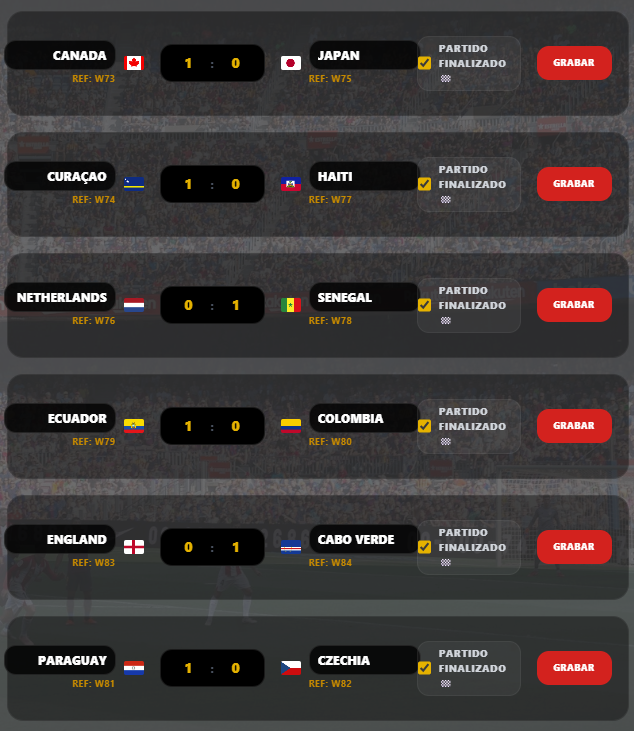 CANADA
REF: W73
1 : 0
JAPAN
REF: W75
PARTIDO
FINALIZADO
GRABAR
CURAÇAO
REF: W74
1 : 0
HAITI
REF: W77
PARTIDO
FINALIZADO
GRABAR
NETHERLANDS
REF: W76
0 : 1
SENEGAL
REF: W78
PARTIDO
FINALIZADO
GRABAR
ECUADOR
REF: W79
1 : 0
COLOMBIA
REF: W80
PARTIDO
FINALIZADO
GRABAR
ENGLAND
REF: W83
0 : 1
CABO VERDE
REF: W84
PARTIDO
FINALIZADO
GRABAR
PARAGUAY
REF: W81
1 : 0
CZECHIA
REF: W82
PARTIDO
FINALIZADO
GRABAR